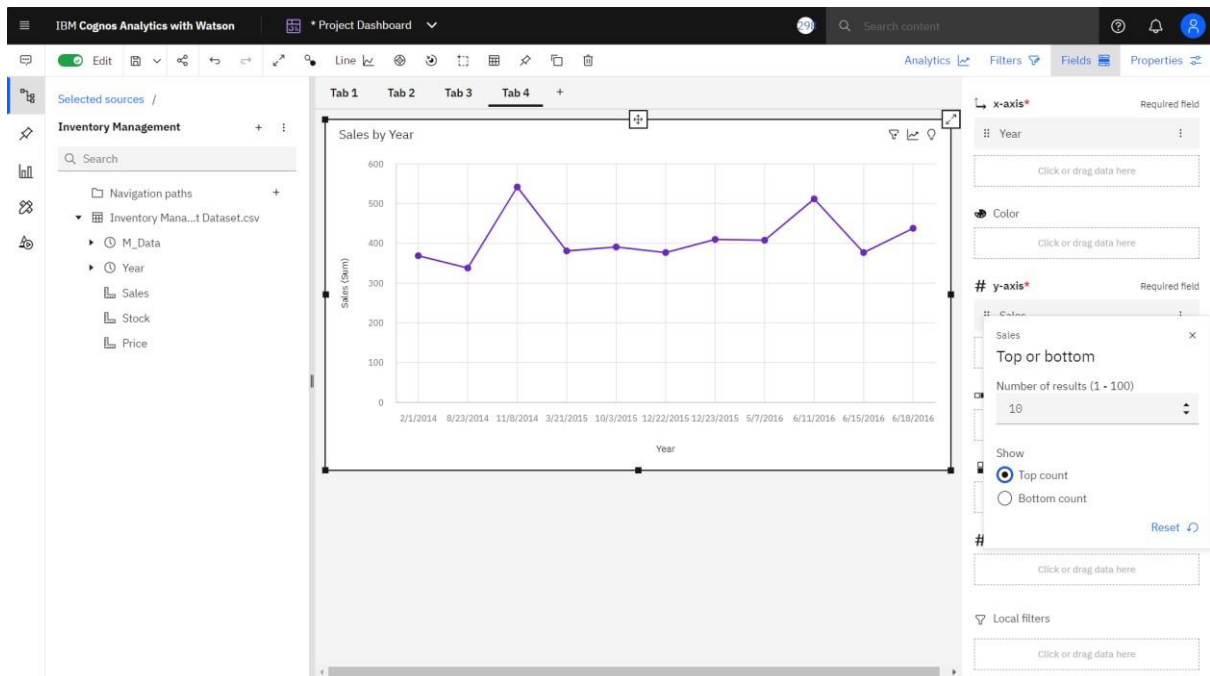 IBM Cognos Analytics with Watson
* Project Dashboard
Search content
Edit
Line
Analytics
Filters
Fields
Properties
Selected sources /
Inventory Management
Search
Navigation paths
Inventory Mana...t Dataset.csv
M_Data
Year
Sales
Stock
Price
Tab 1 Tab 2 Tab 3 Tab 4 +
Sales by Year
600
500
400
300
200
100
0
Sales (Sum)
2/1/2014 8/23/2014 11/8/2014 3/21/2015 10/3/2015 12/22/2015 12/23/2015 5/7/2016 6/11/2016 6/15/2016 6/18/2016
Year
x-axis* Required field
Year
Click or drag data here
Color
Click or drag data here
# y-axis* Required field
Sales
Top or bottom
Number of results (1 - 100)
10
Show
Top count
Bottom count
Reset
#
Click or drag data here
Local filters
Click or drag data here